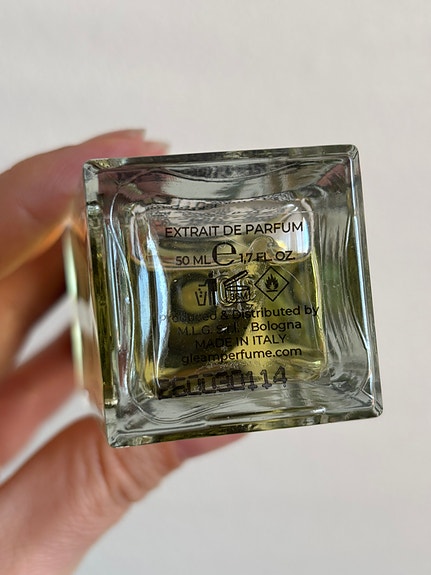 EXTRAIT DE PARFUM
50 ML e 1.7 FL. OZ.
& Distributed by
M.L.G. - Bologna
MADE IN ITALY
gleamperfume.com